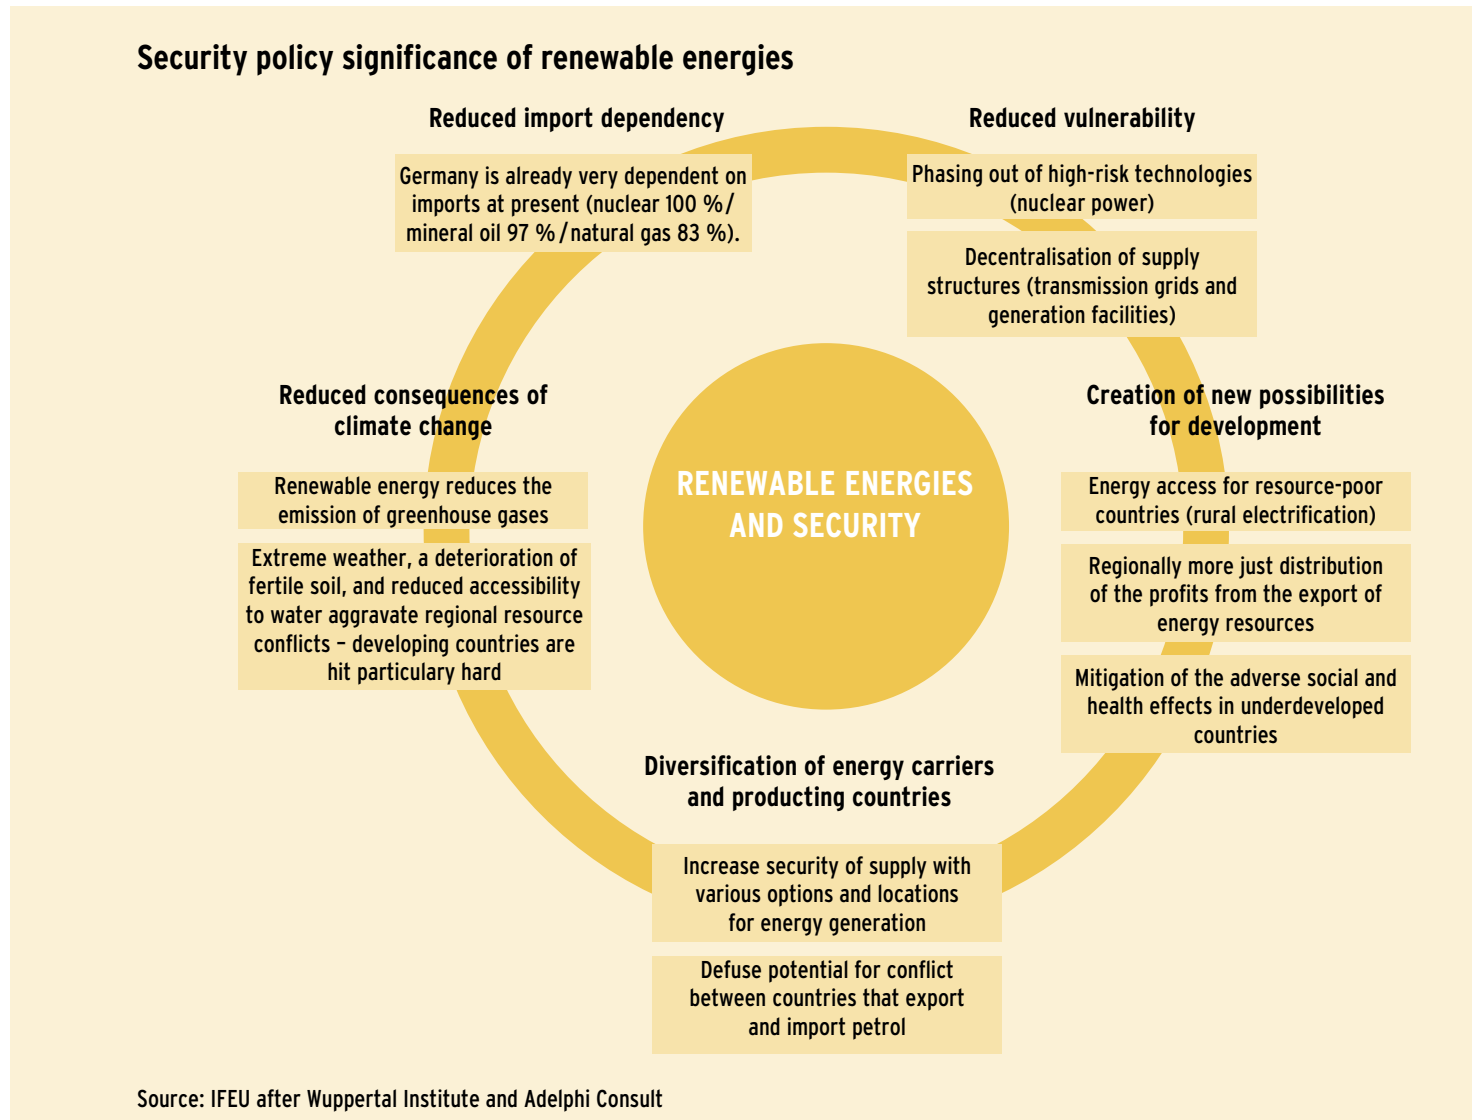 Security policy significance of renewable energies
Reduced import dependency
Germany is already very dependent on
imports at present (nuclear 100 % /
mineral oil 97 % / natural gas 83 %).
Reduced vulnerability
Phasing out of high-risk technologies
(nuclear power)
Decentralisation of supply
structures (transmission grids and
generation facilities)
Reduced consequences of
climate change
Renewable energy reduces the
emission of greenhouse gases
Extreme weather, a deterioration of
fertile soil, and reduced accessibility
to water aggravate regional resource
conflicts – developing countries are
hit particulary hard
RENEWABLE ENERGIES
AND SECURITY
Creation of new possibilities
for development
Energy access for resource-poor
countries (rural electrification)
Regionally more just distribution
of the profits from the export of
energy resources
Mitigation of the adverse social and
health effects in underdeveloped
countries
Diversification of energy carriers
and producting countries
Increase security of supply with
various options and locations
for energy generation
Defuse potential for conflict
between countries that export
and import petrol
Source: IFEU after Wuppertal Institute and Adelphi Consult